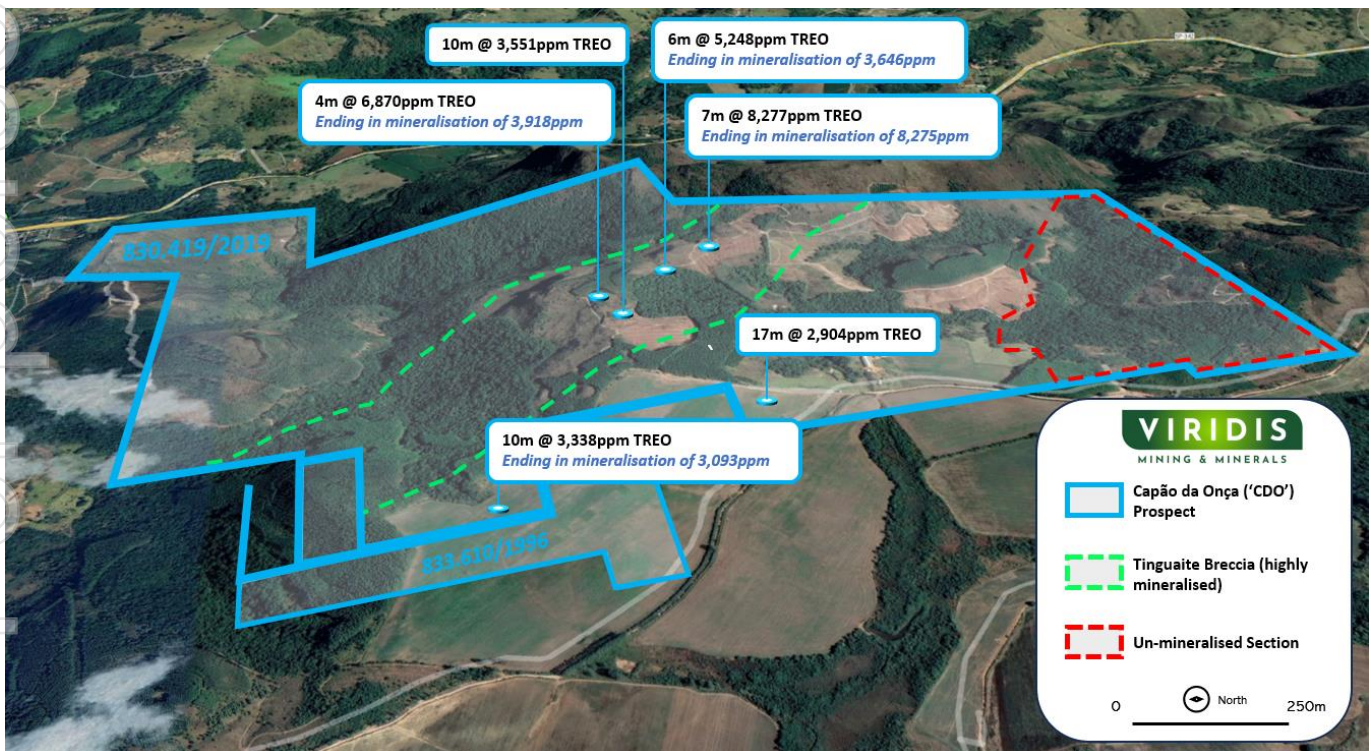 10m @ 3,551ppm TREO
6m @ 5,248ppm TREO
Ending in mineralisation of 3,646ppm
4m @ 6,870ppm TREO
Ending in mineralisation of 3,918ppm
7m @ 8,277ppm TREO
Ending in mineralisation of 8,275ppm
830.419/2019
17m @ 2,904ppm TREO
10m @ 3,338ppm TREO
Ending in mineralisation of 3,093ppm
833.610/1996
VIRIDIS
MINING & MINERALS
Capão da Onça (‘CDO’)
Prospect
Tinguaite Breccia (highly
mineralised)
Un-mineralised Section
0 North 250m